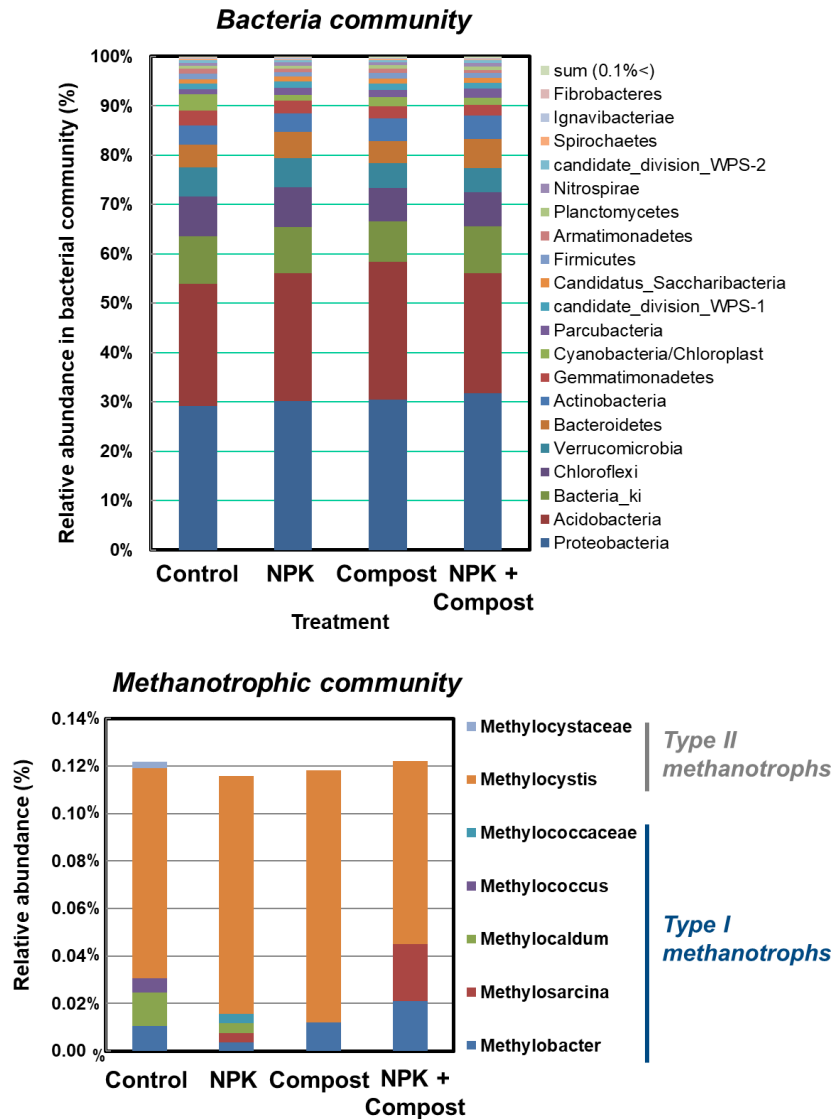 Bacteria community
Relative abundance in bacterial community (%)
100%
90%
80%
70%
60%
50%
40%
30%
20%
10%
0%
Control
NPK
Compost
NPK +
Compost
Treatment
sum (0.1%<)
Fibrobacteres
Ignavibacteriae
Spirochaetes
candidate_division_WPS-2
Nitrospirae
Planctomycetes
Armatimonadetes
Firmicutes
Candidatus_Saccharibacteria
candidate_division_WPS-1
Parcubacteria
Cyanobacteria/Chloroplast
Gemmatimonadetes
Actinobacteria
Bacteroidetes
Verrucomicrobia
Chloroflexi
Bacteria_ki
Acidobacteria
Proteobacteria
Methanotrophic community
Relative abundance (%)
0.14%
0.12%
0.10%
0.08%
0.06%
0.04%
0.02%
0.00 %
Control
NPK
Compost
NPK +
Compost
Methylocystaceae
Methylocystis
Methylococcaceae
Methylococcus
Methylocaldum
Methylosarcina
Methylobacter
Type II
methanotrophs
Type I
methanotrophs